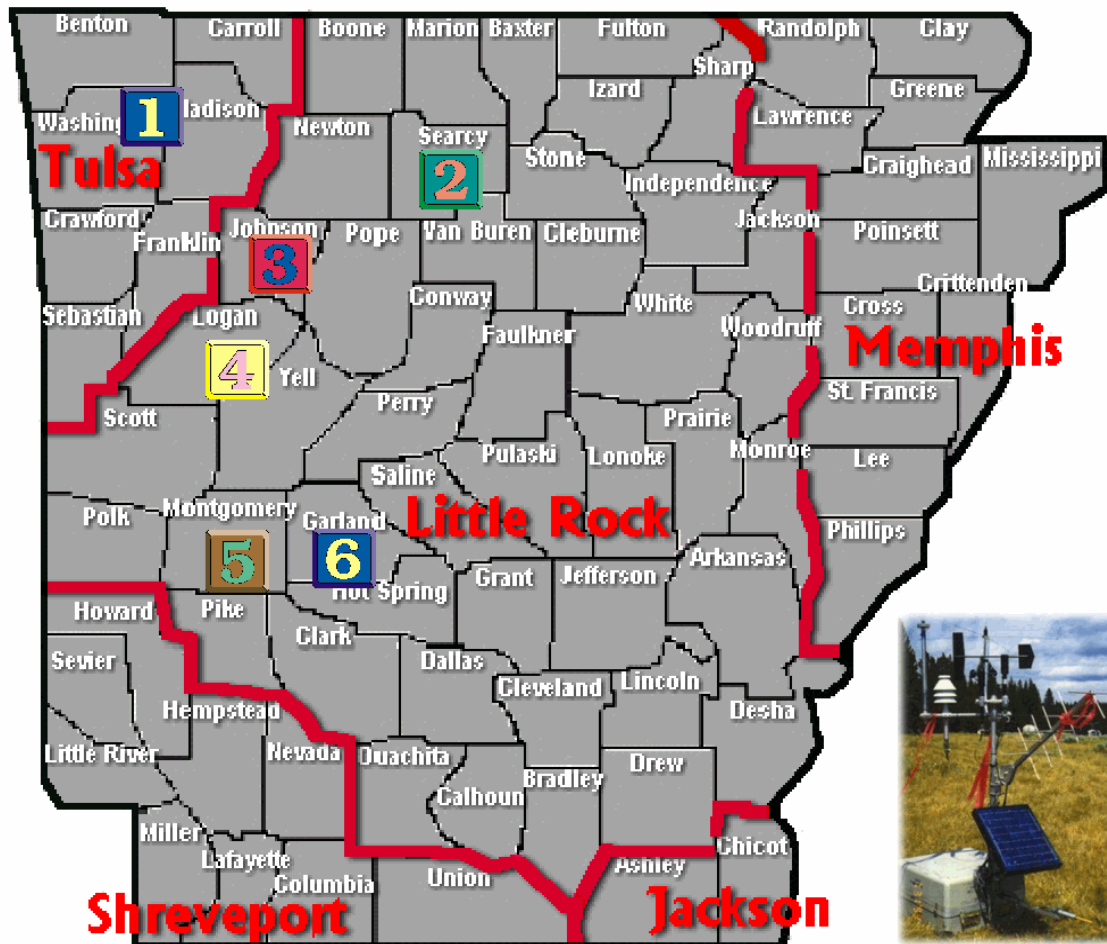 Benton Carroll Boone Marion Baxter Fulton Randolph Clay
Sharp
Izard Greene
1 adison
Washing Newton Searcy Lawrence
Tulsa Stone Craighead Mississippi
2 Independence
Crawford Jackson
Franklin Johnson Pope Van Buren Cleburne Poinsett
3 Crittenden
Conway White Cross
Sebastian Logan Faulkner Woodruff
Memphis
4 Yell
Perry St. Francis
Scott Prairie
Pulaski Lonoke Monroe Lee
Saline
Montgomery
Polk Garland Little Rock
Phillips
5 6 Arkansas
Grant Jefferson
Hot Spring
Howard Pike
Clark
Sevier Dallas
Cleveland Lincoln
Hempstead Desha
Little River Nevada Ouachita
Drew
Bradley
Calhoun
Miller Chicot
Lafayette Ashley
Columbia Union
Shreveport Jackson